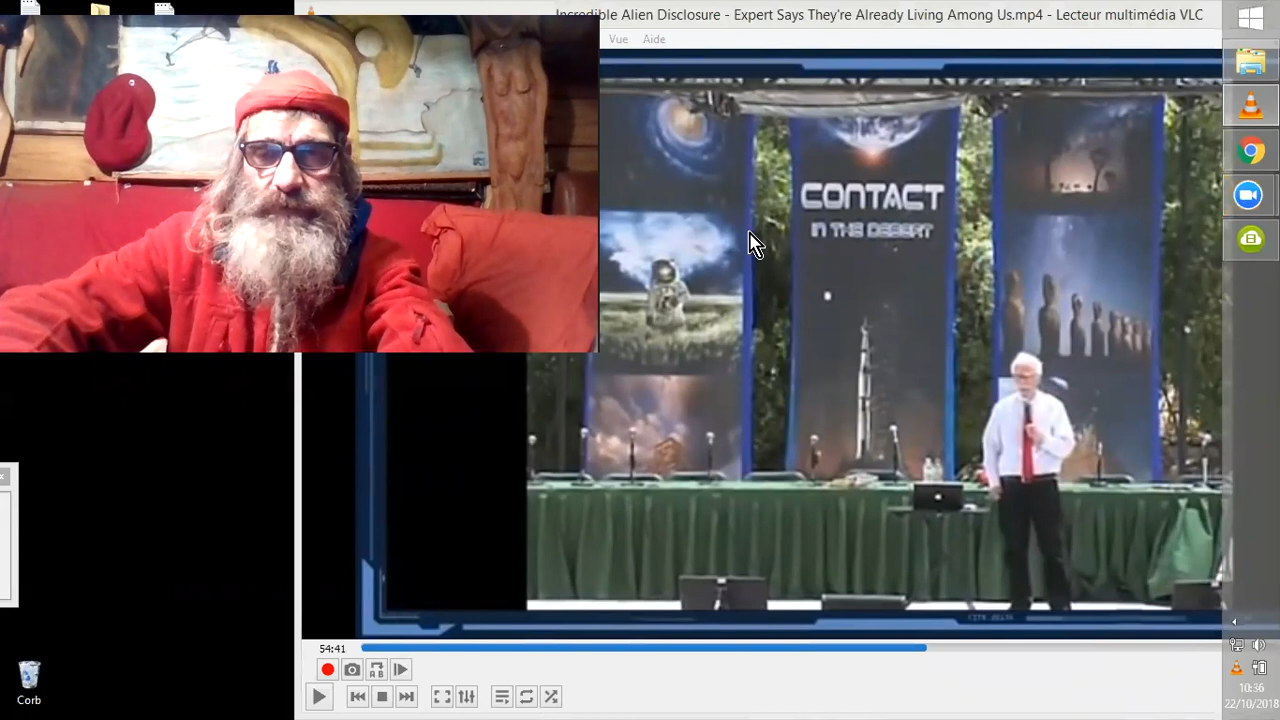 Incredible Alien Disclosure - Expert Says They're Already Living Among Us.mp4 - Lecteur multimédia VLC
Vue Aide
CONTACT
IN THE DESERT
54:41
Corb
10:36
22/10/2018